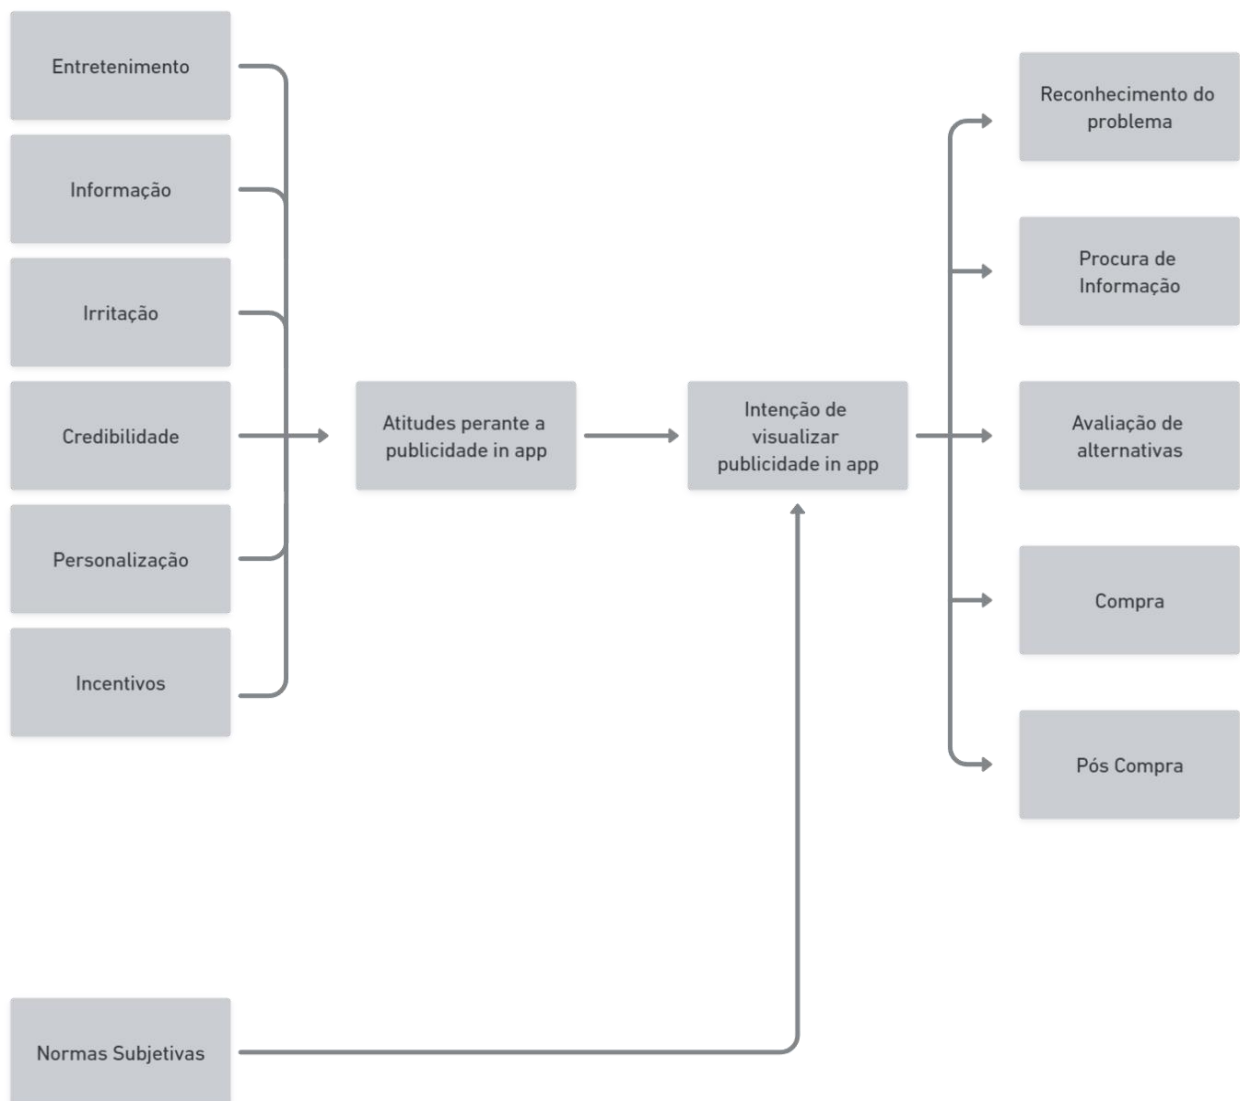 Entretenimento
Informação
Irritação
Credibilidade
Personalização
Incentivos
Normas Subjetivas
Atitudes perante a
publicidade in app
Intenção de
visualizar
publicidade in app
Reconhecimento do
problema
Procura de
Informação
Avaliação de
alternativas
Compra
Pós Compra